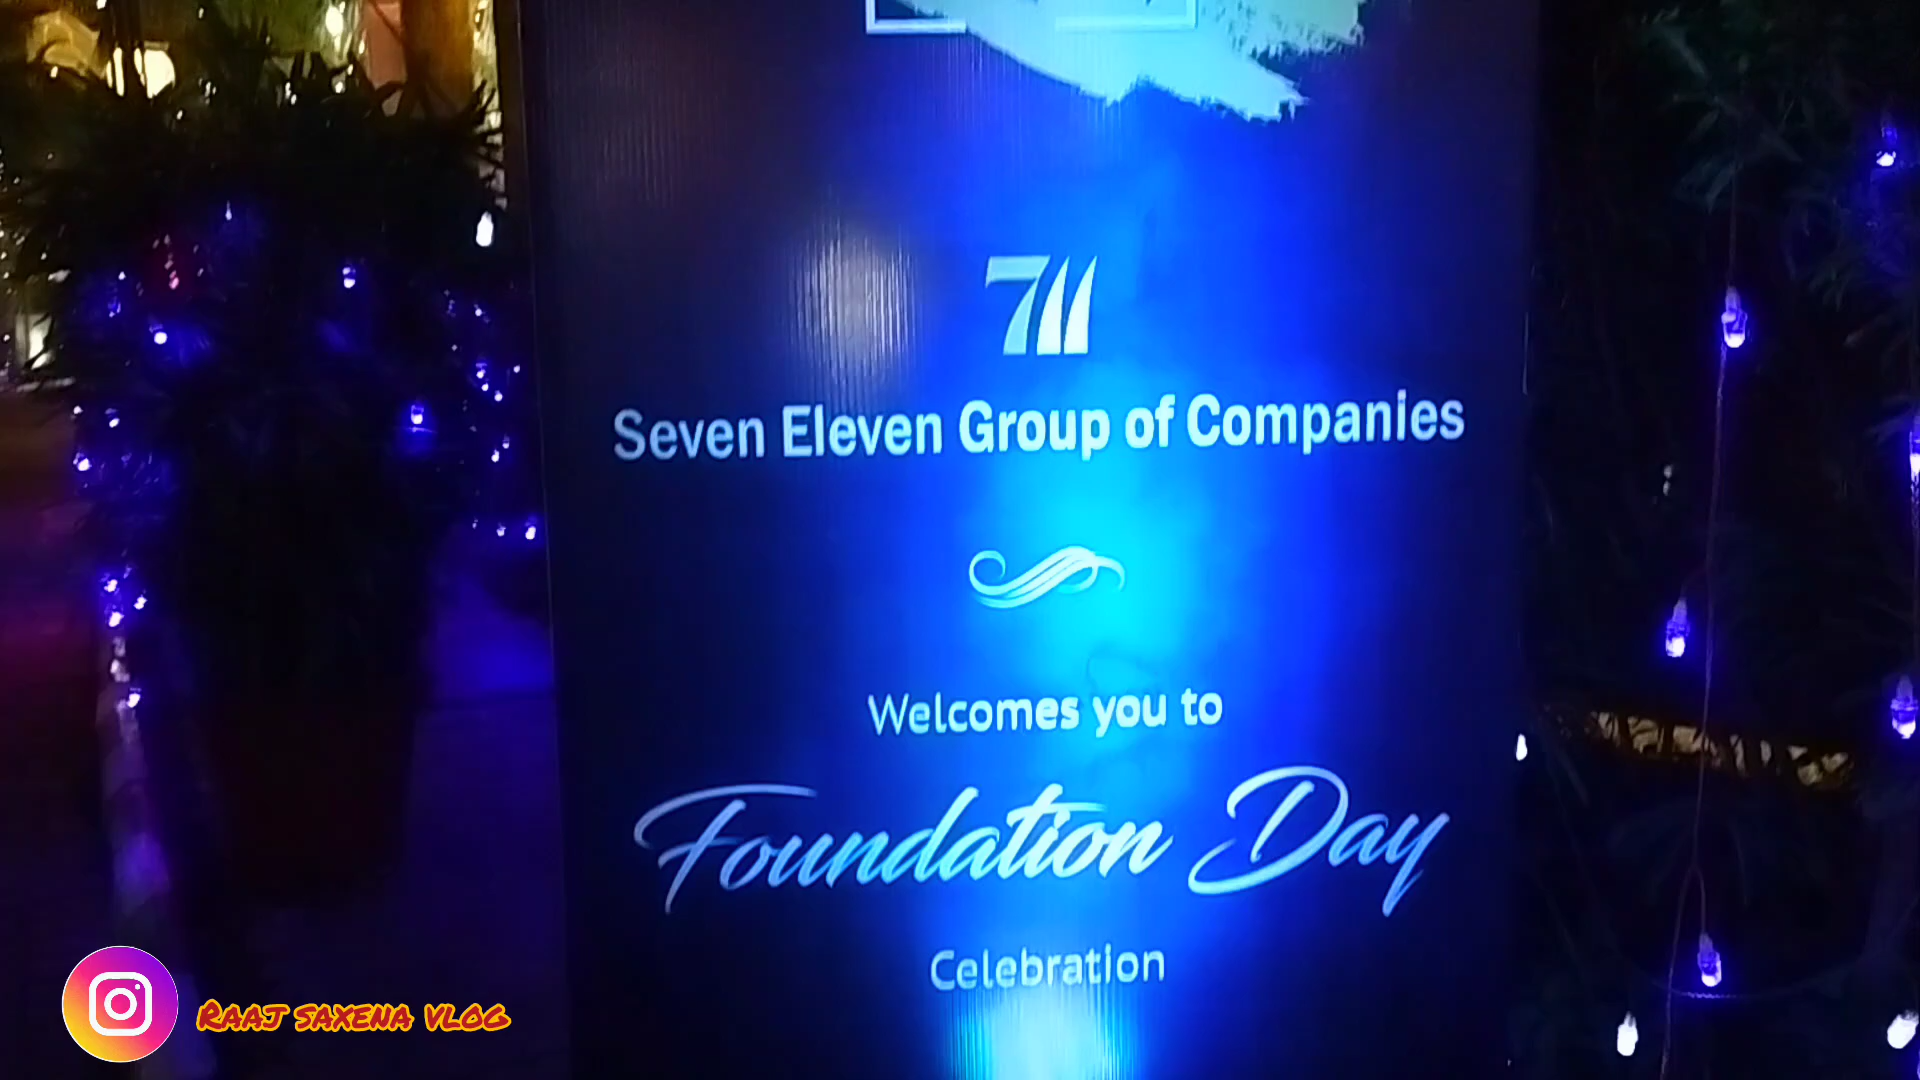 711
Seven Eleven Group of Companies
Welcomes you to
Foundation Day
Celebration
Raaj saxena vlog